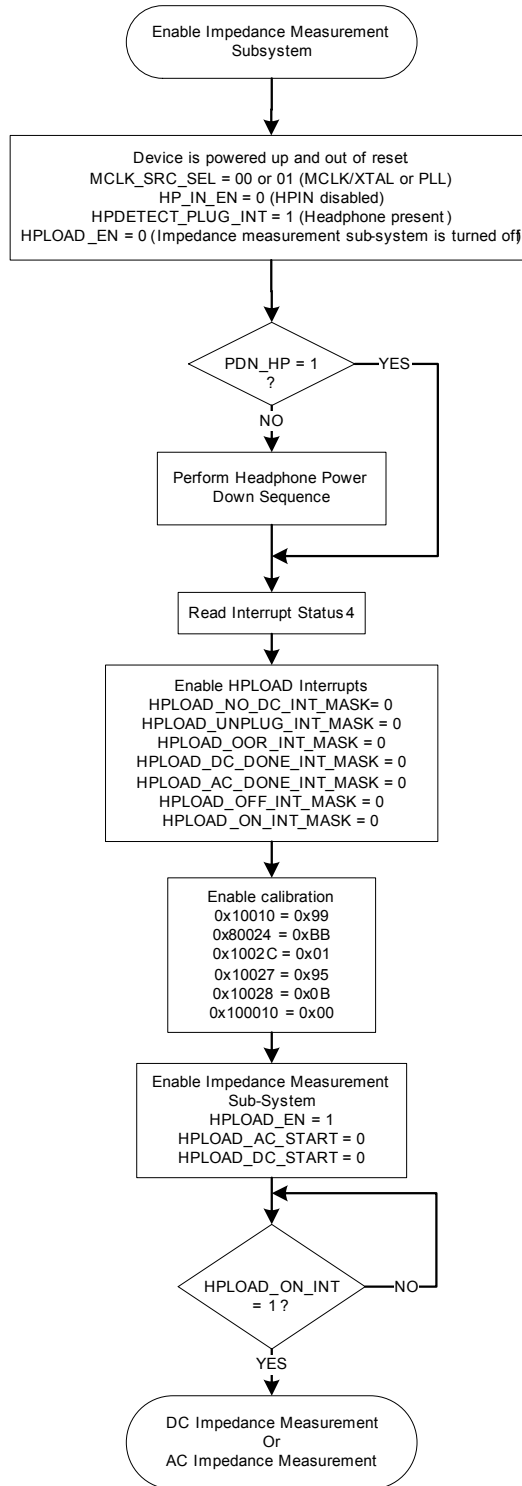 Enable Impedance Measurement
Subsystem
Device is powered up and out of reset
MCLK_SRC_SEL = 00 or 01 (MCLK/XTAL or PLL)
HP_IN_EN = 0 (HPIN disabled)
HPDETECT_PLUG_INT = 1 (Headphone present)
HPLOAD_EN = 0 (Impedance measurement sub-system is turned off)
PDN_HP = 1
?
YES
NO
Perform Headphone Power
Down Sequence
Read Interrupt Status 4
Enable HPLOAD Interrupts
HPLOAD_NO_DC_INT_MASK= 0
HPLOAD_UNPLUG_INT_MASK = 0
HPLOAD_OOR_INT_MASK = 0
HPLOAD_DC_DONE_INT_MASK = 0
HPLOAD_AC_DONE_INT_MASK = 0
HPLOAD_OFF_INT_MASK = 0
HPLOAD_ON_INT_MASK = 0
Enable calibration
0x10010 = 0x99
0x80024 = 0xBB
0x1002C = 0x01
0x10027 = 0x95
0x10028 = 0x0B
0x100010 = 0x00
Enable Impedance Measurement
Sub-System
HPLOAD_EN = 1
HPLOAD_AC_START = 0
HPLOAD_DC_START = 0
HPLOAD_ON_INT
= 1 ?
NO
YES
DC Impedance Measurement
Or
AC Impedance Measurement